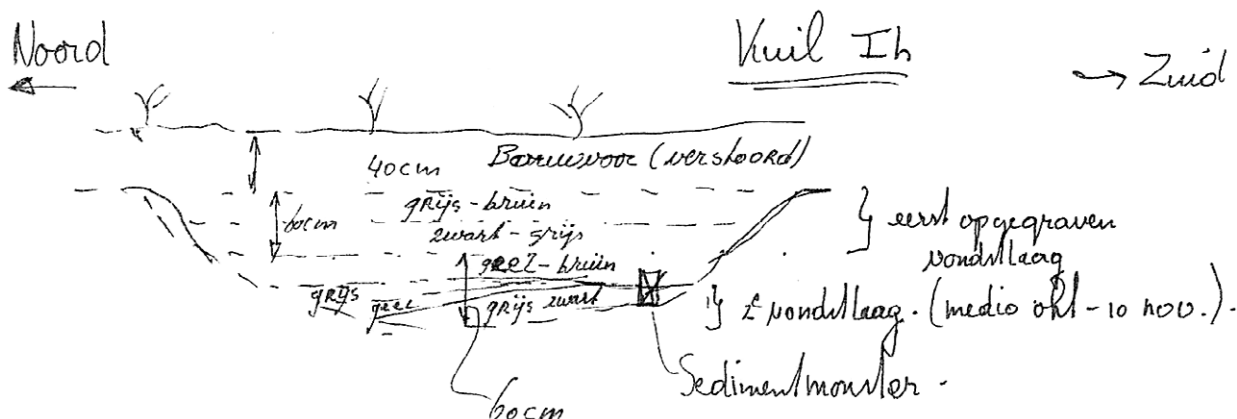 Noord
Kuil Ih
→ Zuid
Bouwvoor (verstoord)
40cm
grijs-bruin
60cm
zwart-grijs
eerst opgegraven
vondstlaag
geel-bruin
grijs
geel
grijs zwart
2e vondstlaag. (medio okt - 10 nov.).
Sedimentmonster.
60cm